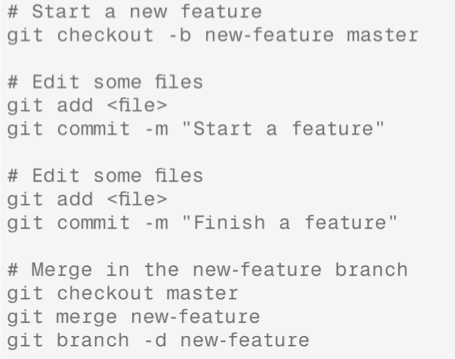 # Start a new feature
git checkout -b new-feature master
# Edit some files
git add <file>
git commit -m "Start a feature"
# Edit some files
git add <file>
git commit -m "Finish a feature"
# Merge in the new-feature branch
git checkout master
git merge new-feature
git branch -d new-feature